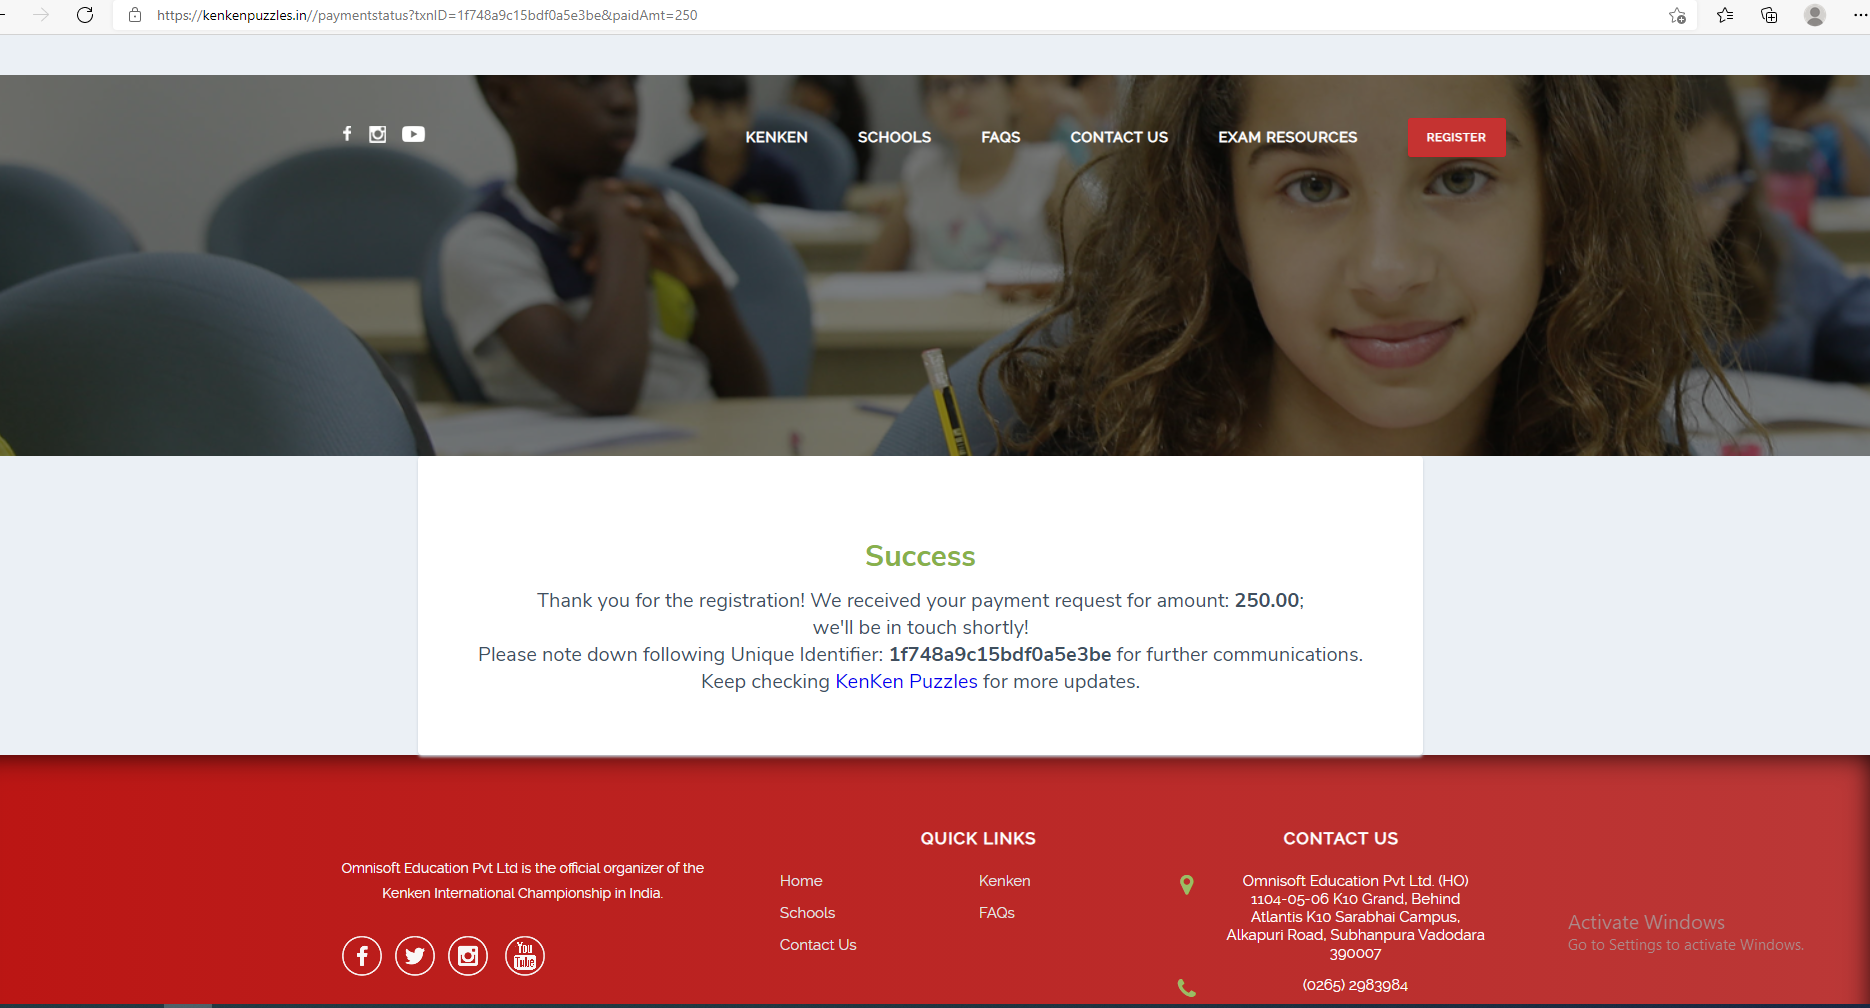 https://kenkenpuzzles.in//paymentstatus?txnID=1f748a9c15bdf0a5e3be&paidAmt=250
KENKEN SCHOOLS FAQS CONTACT US EXAM RESOURCES REGISTER
Success
Thank you for the registration! We received your payment request for amount: 250.00;
we'll be in touch shortly!
Please note down following Unique Identifier: 1f748a9c15bdf0a5e3be for further communications.
Keep checking KenKen Puzzles for more updates.
Omnisoft Education Pvt Ltd is the official organizer of the
Kenken International Championship in India.
You
Tube
QUICK LINKS
Home Kenken
Schools FAQs
Contact Us
CONTACT US
Omnisoft Education Pvt Ltd. (HO)
1104-05-06 K10 Grand, Behind
Atlantis K10 Sarabhai Campus,
Alkapuri Road, Subhanpura Vadodara
390007
(0265) 2983984
Activate Windows
Go to Settings to activate Windows.